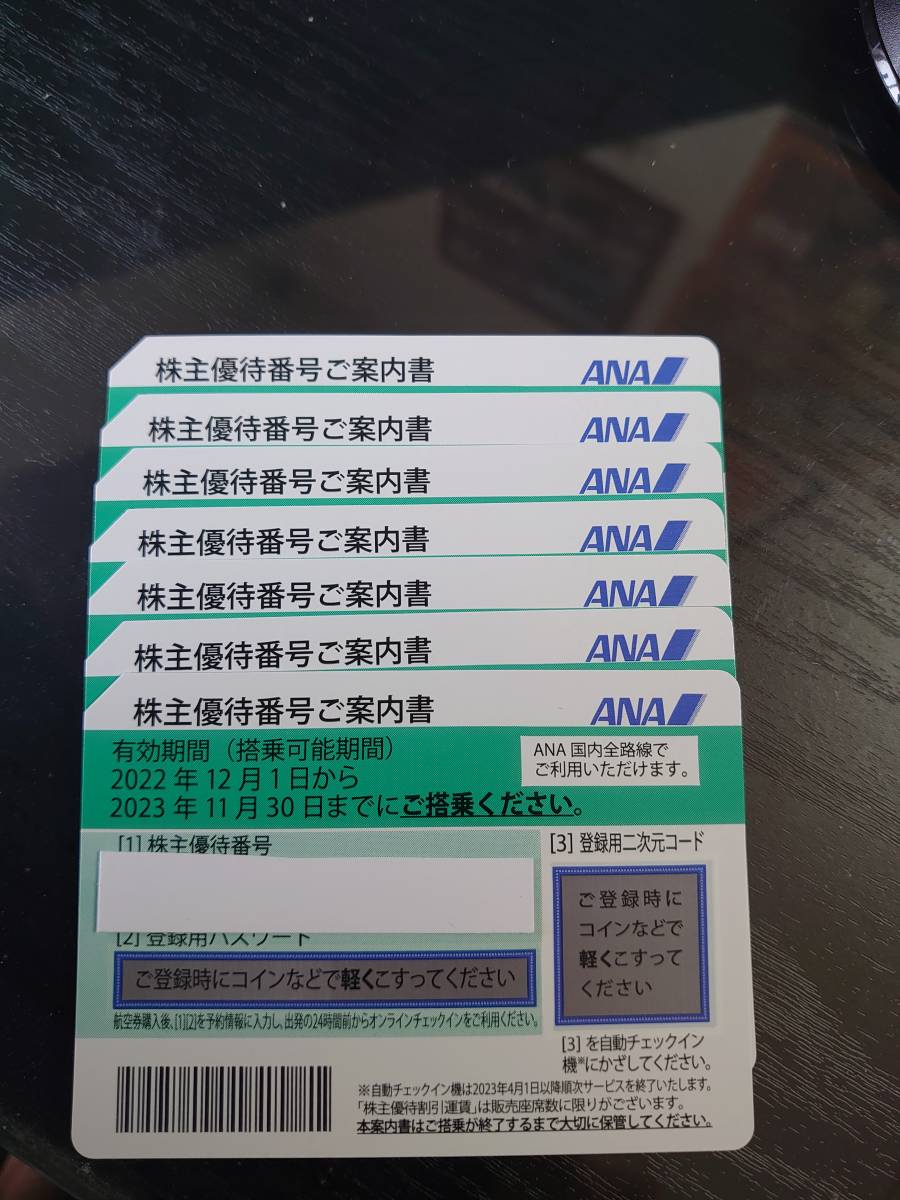 株主優待番号ご案内書 ANA
株主優待番号ご案内書 ANA
株主優待番号ご案内書 ANA
株主優待番号ご案内書 ANA
株主優待番号ご案内書 ANA
株主優待番号ご案内書 ANA
株主優待番号ご案内書 ANA
有効期間（搭乗可能期間）
2022 年 12 月 1 日から
2023 年 11 月 30 日までにご搭乗ください。
ANA 国内全路線で
ご利用いただけます。
[1] 株主優待番号
[2] 登録用パスワード
ご登録時にコインなどで軽くこすってください
航空券購入後、[1][2]を予約情報に入力し、出発の24時間前からオンラインチェックインをご利用ください。
[3] 登録用二次元コード
ご登録時に
コインなどで
軽くこすって
ください
[3] を自動チェックイン
機※にかざしてください。
※自動チェックイン機は2023年4月1日以降順次サービスを終了いたします。
「株主優待割引運賃」は販売座席数に限りがございます。
本案内書はご搭乗が終了するまで大切に保管してください。